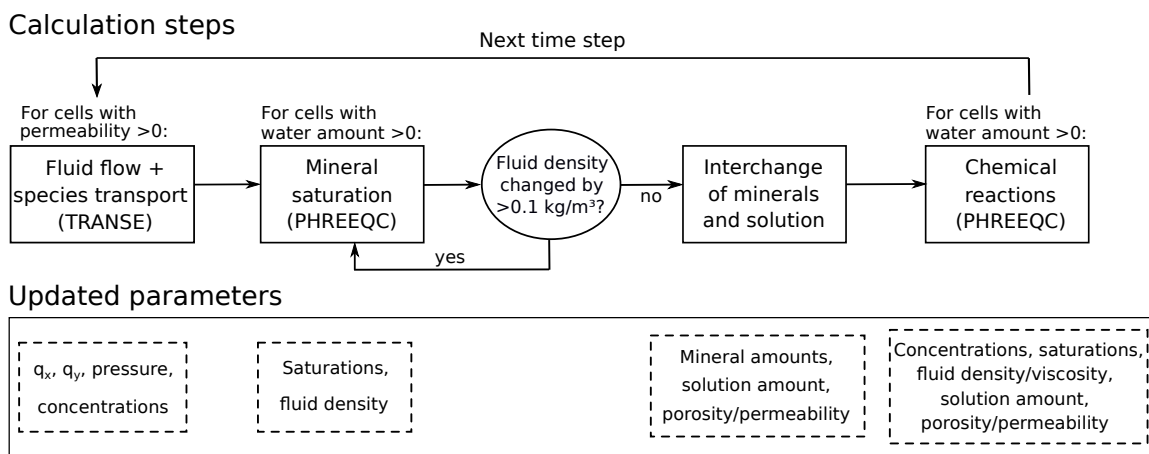 Calculation steps
Next time step
For cells with
permeability >0:
Fluid flow +
species transport
(TRANSE)
For cells with
water amount >0:
Mineral
saturation
(PHREEQC)
Fluid density
changed by
>0.1 kg/m³?
yes
no
Interchange
of minerals
and solution
For cells with
water amount >0:
Chemical
reactions
(PHREEQC)
Updated parameters
qₓ, qᵧ, pressure,
concentrations
Saturations,
fluid density
Mineral amounts,
solution amount,
porosity/permeability
Concentrations, saturations,
fluid density/viscosity,
solution amount,
porosity/permeability